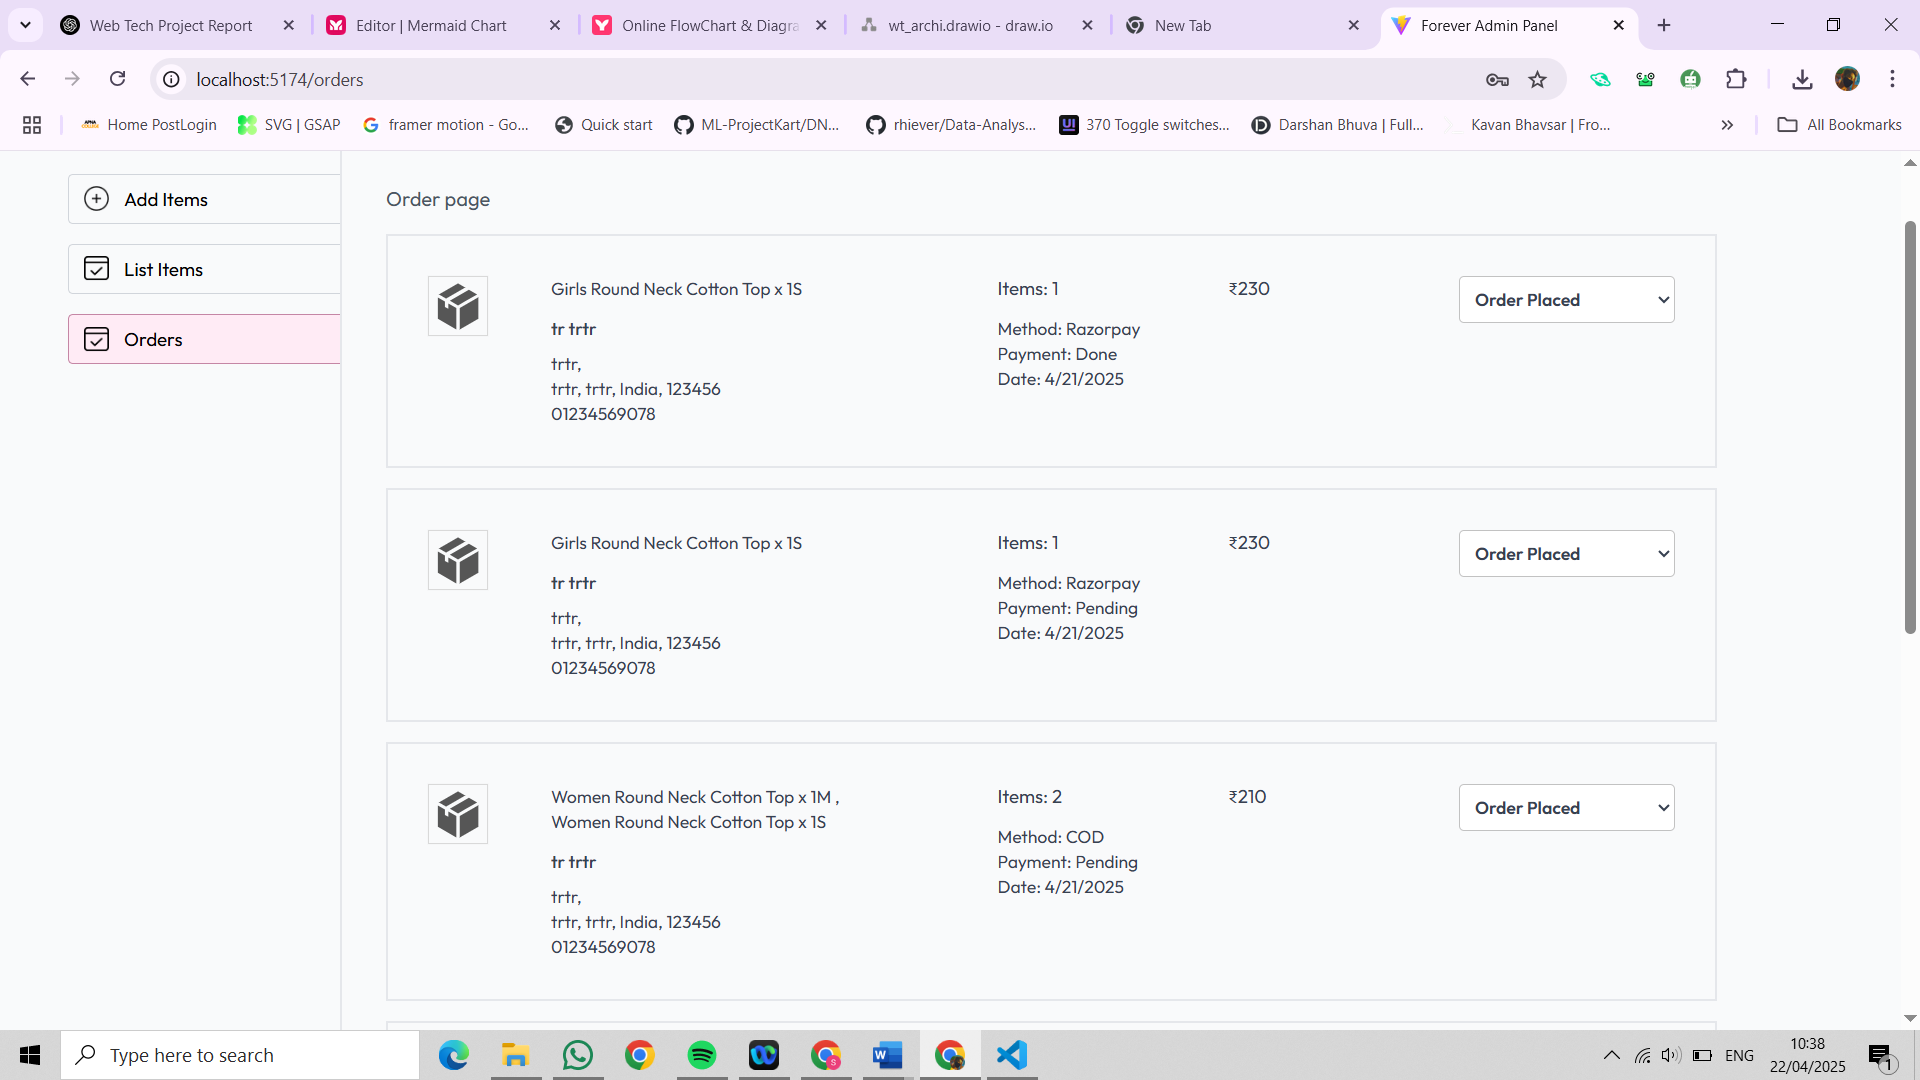 Web Tech Project Report
Editor | Mermaid Chart
Online FlowChart & Diagra
wt_archi.drawio - draw.io
New Tab
Forever Admin Panel
localhost:5174/orders
Home PostLogin
SVG | GSAP
framer motion - Go...
Quick start
ML-ProjectKart/DN...
rhiever/Data-Analys...
370 Toggle switches...
Darshan Bhuva | Full...
Kavan Bhavsar | Fro...
All Bookmarks
Add Items
List Items
Orders
Order page
Girls Round Neck Cotton Top x 1S
tr trtr
trtr,
trtr, trtr, India, 123456
01234569078
Items: 1
Method: Razorpay
Payment: Done
Date: 4/21/2025
₹230
Order Placed
Girls Round Neck Cotton Top x 1S
tr trtr
trtr,
trtr, trtr, India, 123456
01234569078
Items: 1
Method: Razorpay
Payment: Pending
Date: 4/21/2025
₹230
Order Placed
Women Round Neck Cotton Top x 1M ,
Women Round Neck Cotton Top x 1S
tr trtr
trtr,
trtr, trtr, India, 123456
01234569078
Items: 2
Method: COD
Payment: Pending
Date: 4/21/2025
₹210
Order Placed
Type here to search
ENG
10:38
22/04/2025
1